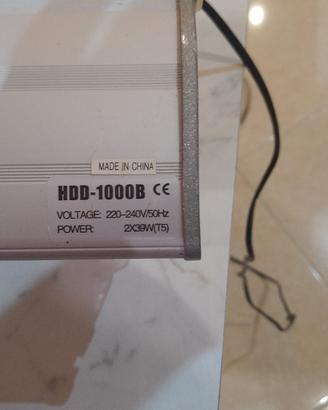 MADE IN CHINA
HDD-1000B CE
VOLTAGE: 220-240V/50Hz
POWER: 2X39W(T5)